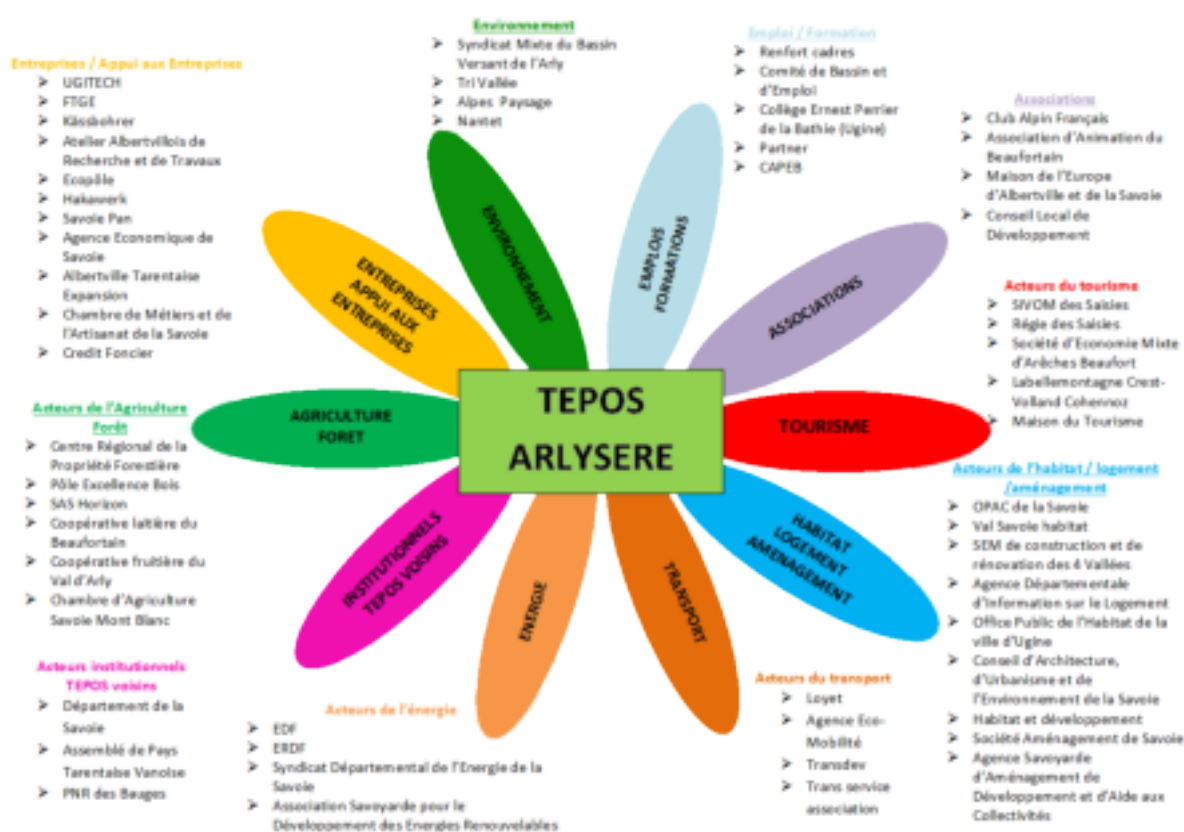 Environnement
➤ Syndicat Mixte du Bassin
Versant de l'Arly
➤ Tri Vallée
➤ Alpes Paysage
➤ Nantet
Emploi / Formation
➤ Renfort cadres
➤ Comité de Bassin et
d'Emploi
➤ Collège Ernest Perrier
de la Bathie (Ugine)
➤ Partner
➤ CAPEB
Entreprises / Appui aux Entreprises
➤ UGITECH
➤ FTGE
➤ Kässbohrer
➤ Atelier Albertvillois de
Recherche et de Travaux
➤ Ecopôle
➤ Hakawerk
➤ Savoie Pan
➤ Agence Economique de
Savoie
➤ Albertville Tarentaise
Expansion
➤ Chambre de Métiers et de
l'Artisanat de la Savoie
➤ Credit Foncier
Associations
➤ Club Alpin Français
➤ Association d'Animation du
Beaufortain
➤ Maison de l'Europe
d'Albertville et de la Savoie
➤ Conseil Local de
Développement
Acteurs du tourisme
➤ SIVOM des Saisies
➤ Régie des Saisies
➤ Société d'Economie Mixte
d'Arêches Beaufort
➤ Labellemontagne Crest-
Volland Cohennoz
➤ Maison du Tourisme
ENVIRONNEMENT
EMPLOIS
FORMATIONS
ENTREPRISES
APPUI AUX
ENTREPRISES
ASSOCIATIONS
AGRICULTURE
FORET
TEPOS
ARLYSERE
TOURISME
INSTITUTIONNELS
TEPOS VOISINS
ENERGIE
TRANSPORT
HABITAT
LOGEMENT
AMENAGEMENT
Acteurs de l'Agriculture
Forêt
➤ Centre Régional de la
Propriété Forestière
➤ Pôle Excellence Bois
➤ SAS Horizon
➤ Coopérative laitière du
Beaufortain
➤ Coopérative fruitière du
Val d'Arly
➤ Chambre d'Agriculture
Savoie Mont Blanc
Acteurs de l'habitat / logement
/aménagement
➤ OPAC de la Savoie
➤ Val Savoie habitat
➤ SEM de construction et de
rénovation des 4 Vallées
➤ Agence Départementale
d'Information sur le Logement
➤ Office Public de l'Habitat de la
ville d'Ugine
➤ Conseil d'Architecture,
d'Urbanisme et de
l'Environnement de la Savoie
➤ Habitat et développement
➤ Société Aménagement de Savoie
➤ Agence Savoyarde
d'Aménagement de
Développement et d'Aide aux
Collectivités
Acteurs institutionnels
TEPOS voisins
➤ Département de la
Savoie
➤ Assemblé de Pays
Tarentaise Vanoise
➤ PNR des Bauges
Acteurs de l'énergie
➤ EDF
➤ ERDF
➤ Syndicat Départemental de l'Energie de la
Savoie
➤ Association Savoyarde pour le
Développement des Energies Renouvelables
Acteurs du transport
➤ Loyet
➤ Agence Eco-
Mobilité
➤ Transdev
➤ Trans service
association